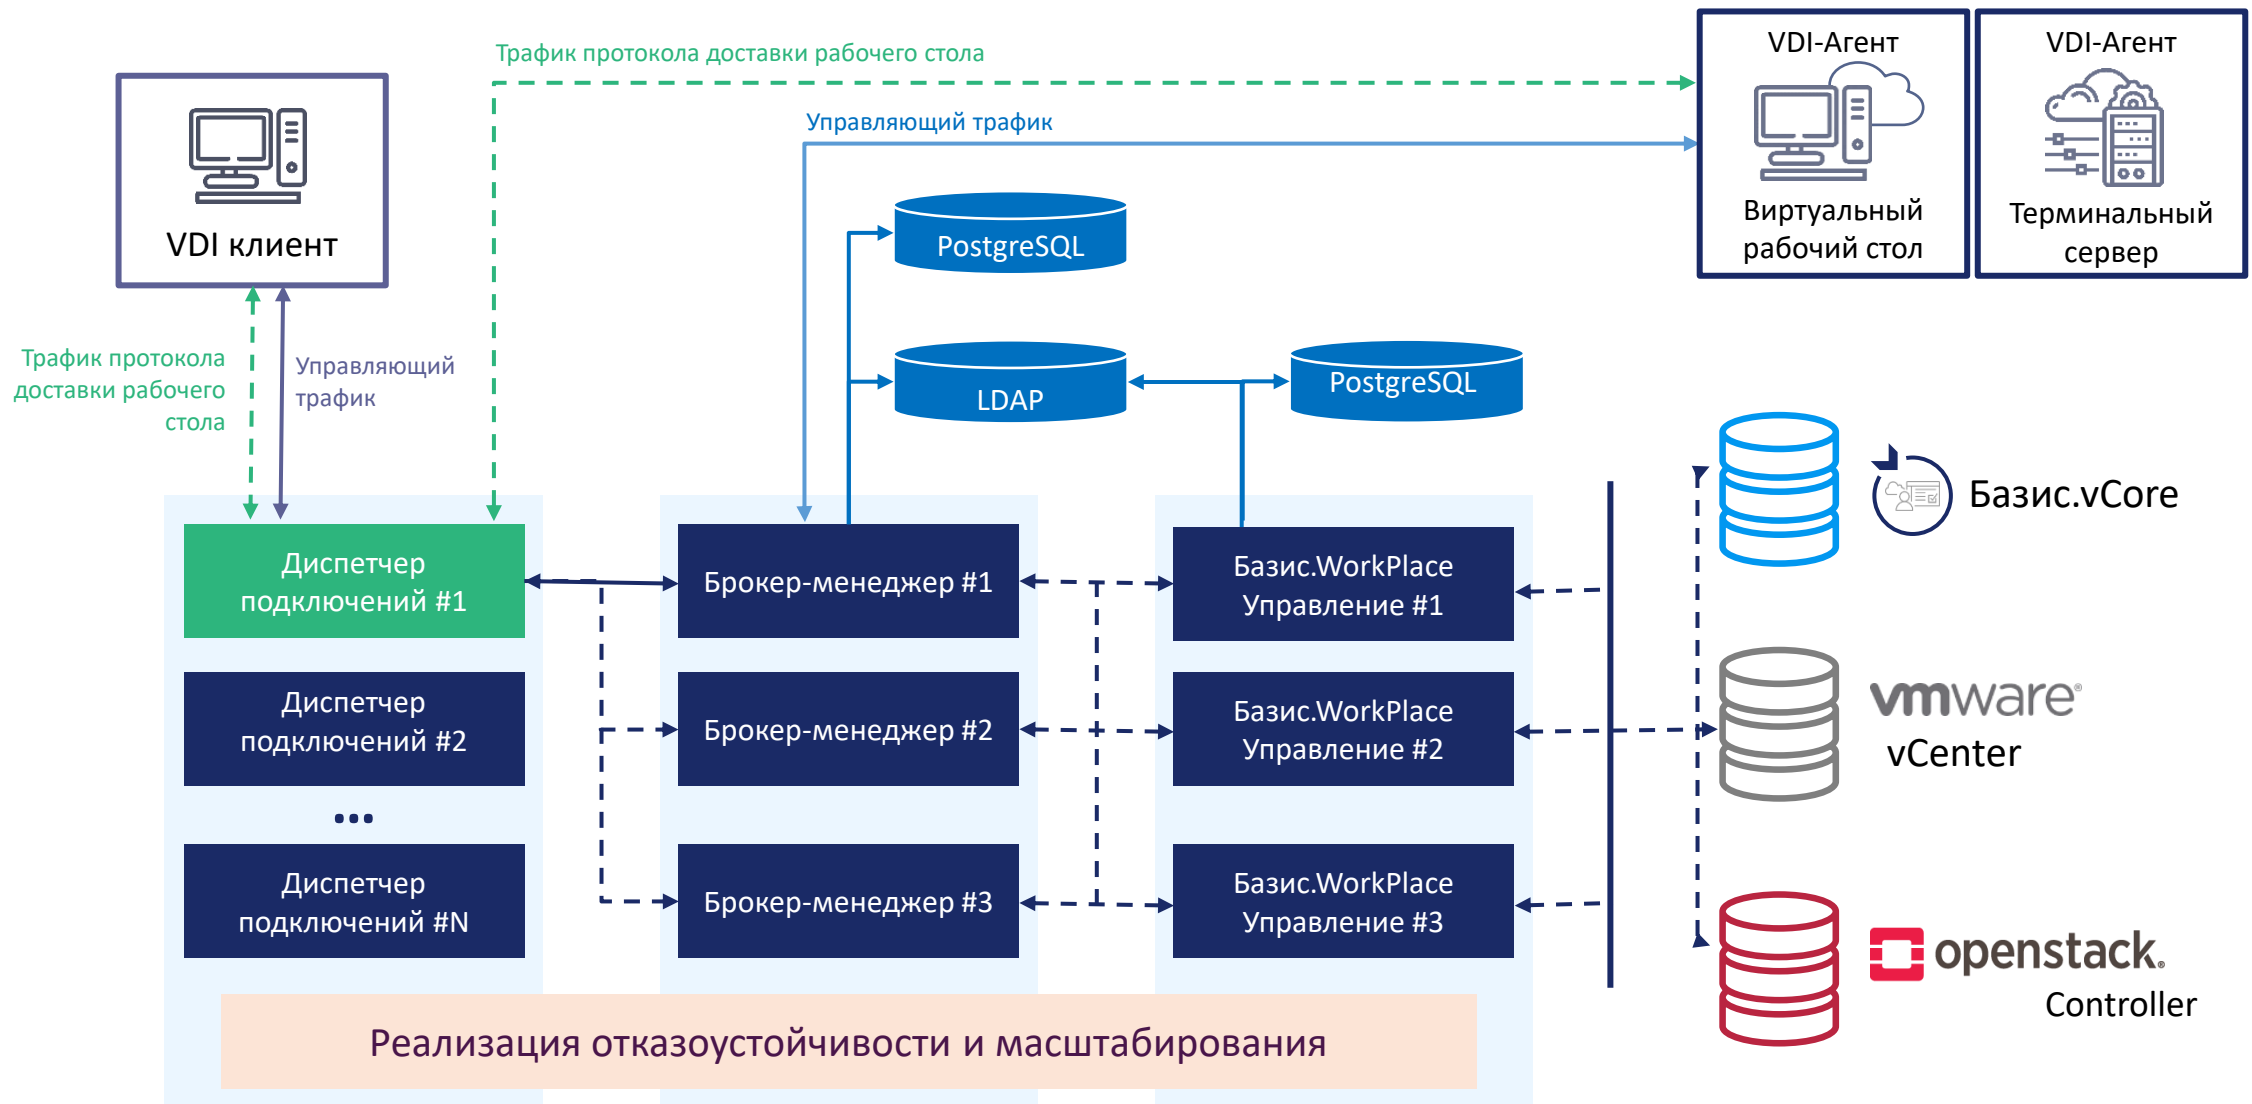 Трафик протокола доставки рабочего стола
VDI-Агент
VDI-Агент
Управляющий трафик
VDI клиент
Виртуальный
рабочий стол
Терминальный
сервер
PostgreSQL
LDAP
PostgreSQL
Трафик протокола
доставки рабочего
стола
Управляющий
трафик
Базис.vCore
Диспетчер
подключений #1
Брокер-менеджер #1
Базис.WorkPlace
Управление #1
Диспетчер
подключений #2
Брокер-менеджер #2
Базис.WorkPlace
Управление #2
vmware®
vCenter
...
Диспетчер
подключений #N
Брокер-менеджер #3
Базис.WorkPlace
Управление #3
openstack.
Controller
Реализация отказоустойчивости и масштабирования